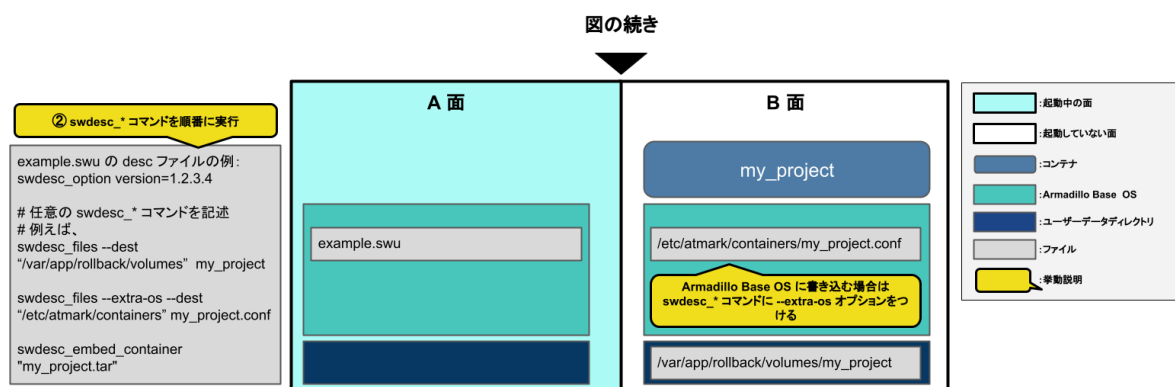 図の続き
② swdesc_* コマンドを順番に実行
example.swu の desc ファイルの例:
swdesc_option version=1.2.3.4
# 任意の swdesc_* コマンドを記述
# 例えば、
swdesc_files --dest
“/var/app/rollback/volumes” my_project
swdesc_files --extra-os --dest
“/etc/atmark/containers” my_project.conf
swdesc_embed_container
"my_project.tar"
A 面
example.swu
B 面
my_project
/etc/atmark/containers/my_project.conf
Armadillo Base OS に書き込む場合は
swdesc_* コマンドに --extra-os オプションをつ
ける
/var/app/rollback/volumes/my_project
:起動中の面
:起動していない面
:コンテナ
:Armadillo Base OS
:ユーザーデータディレクトリ
:ファイル
:挙動説明